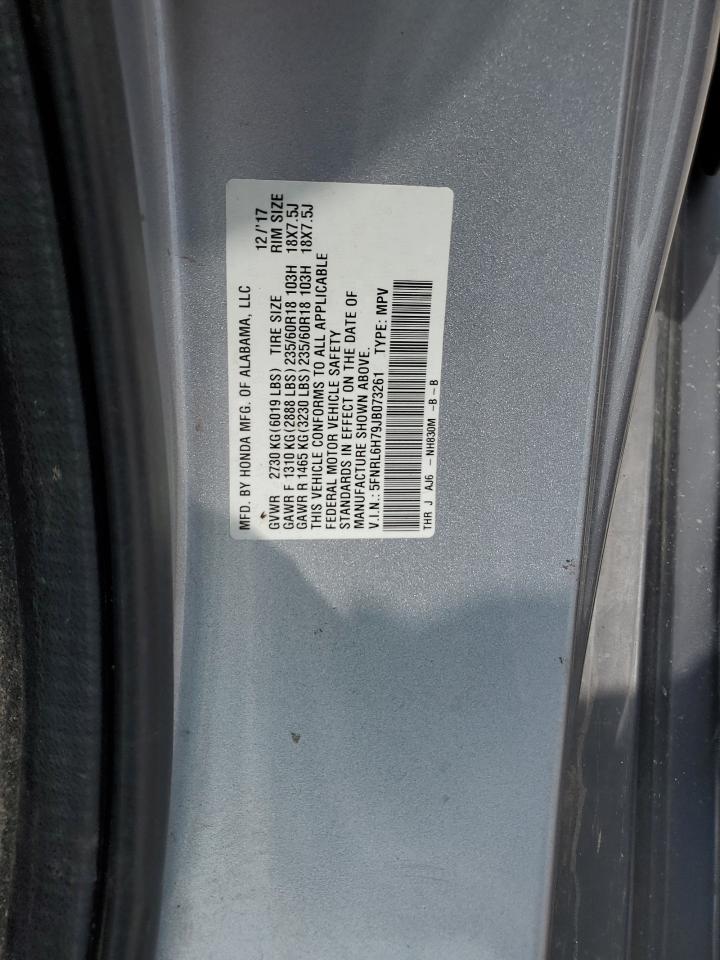 MFD. BY HONDA MFG. OF ALABAMA, LLC 12/'17
GVWR 2730 KG(6019 LBS) TIRE SIZE RIM SIZE
GAWR F 1310 KG(2888 LBS)235/60R18 103H 18X7.5J
GAWR R 1465 KG(3230 LBS)235/60R18 103H 18X7.5J
THIS VEHICLE CONFORMS TO ALL APPLICABLE
FEDERAL MOTOR VEHICLE SAFETY
STANDARDS IN EFFECT ON THE DATE OF
MANUFACTURE SHOWN ABOVE.
V.I.N.:5FNRL6H79JB073261 TYPE: MPV
THR J AJ6 - NH830M -B -B